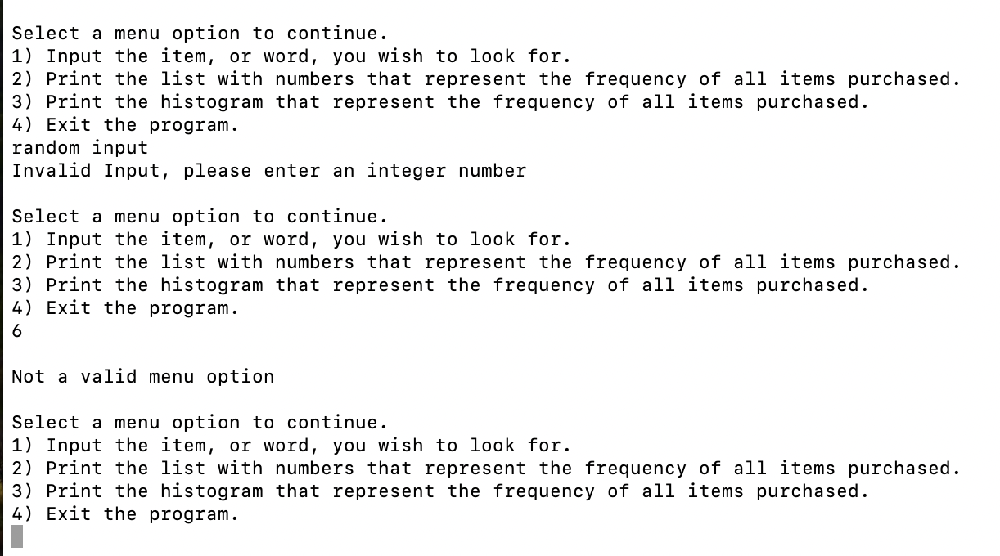 Select a menu option to continue.
1) Input the item, or word, you wish to look for.
2) Print the list with numbers that represent the frequency of all items purchased.
3) Print the histogram that represent the frequency of all items purchased.
4) Exit the program.
random input
Invalid Input, please enter an integer number
Select a menu option to continue.
1) Input the item, or word, you wish to look for.
2) Print the list with numbers that represent the frequency of all items purchased.
3) Print the histogram that represent the frequency of all items purchased.
4) Exit the program.
6
Not a valid menu option
Select a menu option to continue.
1) Input the item, or word, you wish to look for.
2) Print the list with numbers that represent the frequency of all items purchased.
3) Print the histogram that represent the frequency of all items purchased.
4) Exit the program.